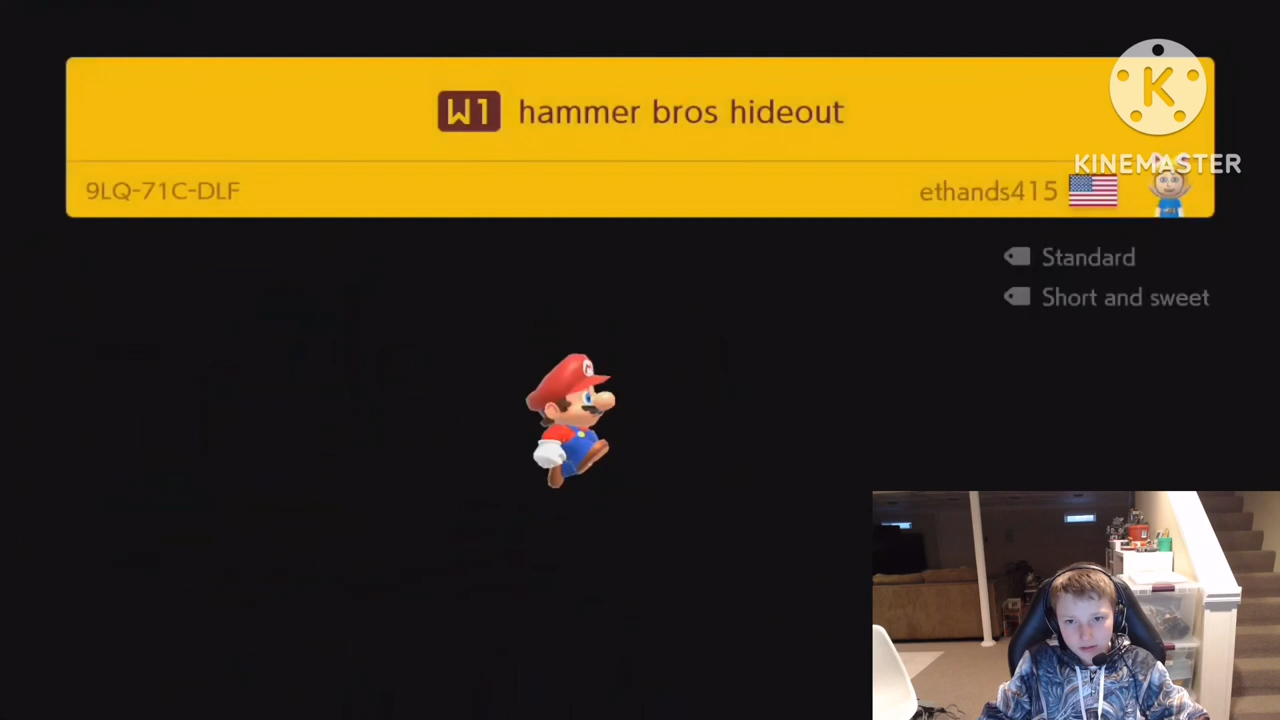 W1 hammer bros hideout
K
KINEMASTER
9LQ-71C-DLF ethands415
Standard
Short and sweet
M